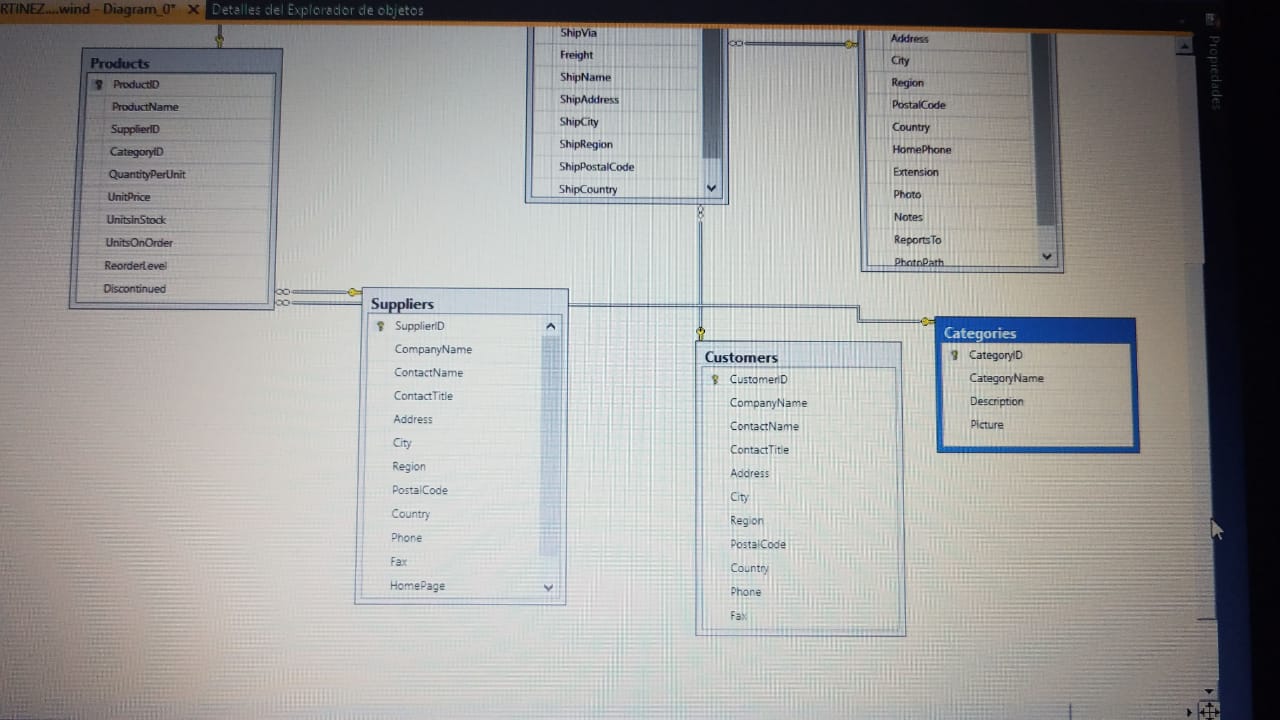 RTINEZ....wind - Diagram_0* X
Detalles del Explorador de objetos
Propiedades
Products
ProductID
ProductName
SupplierID
CategoryID
QuantityPerUnit
UnitPrice
UnitsInStock
UnitsOnOrder
ReorderLevel
Discontinued
ShipVia
Freight
ShipName
ShipAddress
ShipCity
ShipRegion
ShipPostalCode
ShipCountry
Address
City
Region
PostalCode
Country
HomePhone
Extension
Photo
Notes
ReportsTo
PhotoPath
Suppliers
SupplierID
CompanyName
ContactName
ContactTitle
Address
City
Region
PostalCode
Country
Phone
Fax
HomePage
Customers
CustomerID
CompanyName
ContactName
ContactTitle
Address
City
Region
PostalCode
Country
Phone
Fax
Categories
CategoryID
CategoryName
Description
Picture